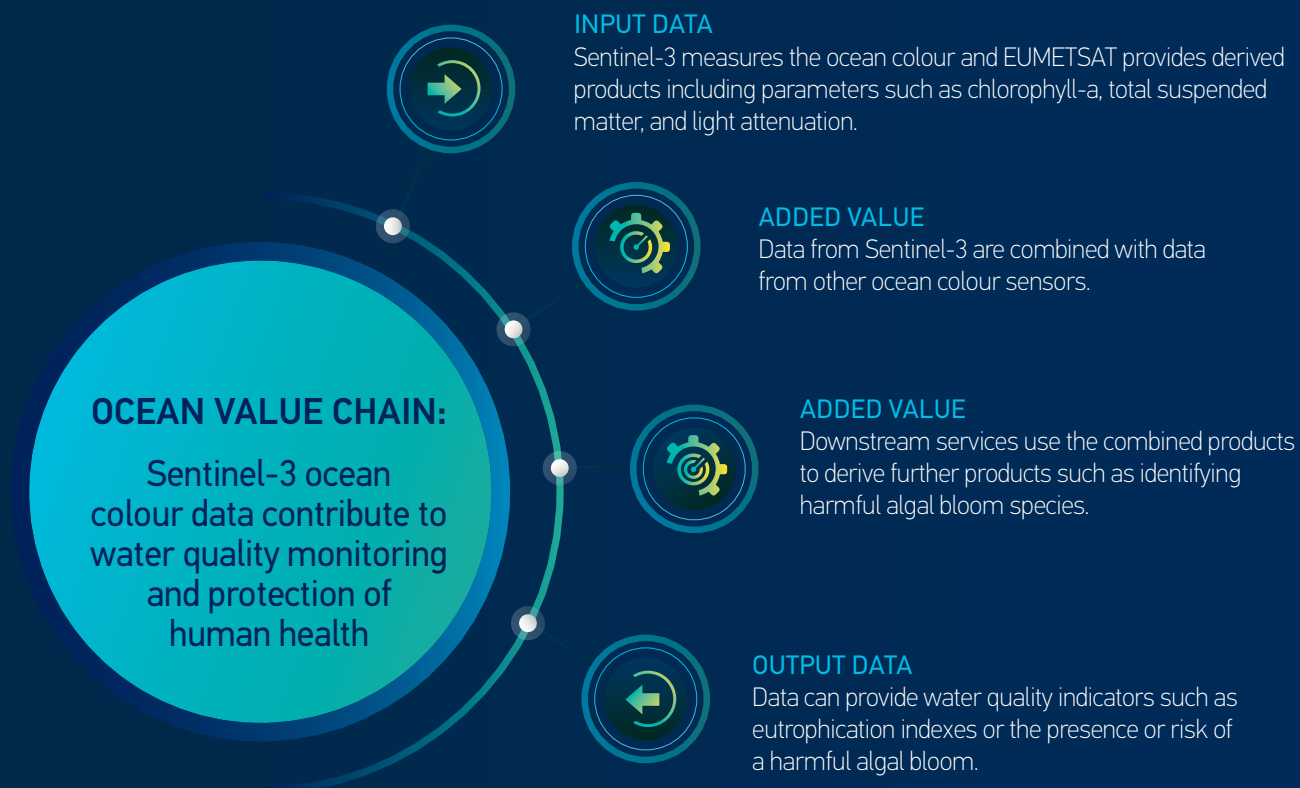 INPUT DATA
Sentinel-3 measures the ocean colour and EUMETSAT provides derived
products including parameters such as chlorophyll-a, total suspended
matter, and light attenuation.
ADDED VALUE
Data from Sentinel-3 are combined with data
from other ocean colour sensors.
OCEAN VALUE CHAIN:
Sentinel-3 ocean
colour data contribute to
water quality monitoring
and protection of
human health
ADDED VALUE
Downstream services use the combined products
to derive further products such as identifying
harmful algal bloom species.
OUTPUT DATA
Data can provide water quality indicators such as
eutrophication indexes or the presence or risk of
a harmful algal bloom.